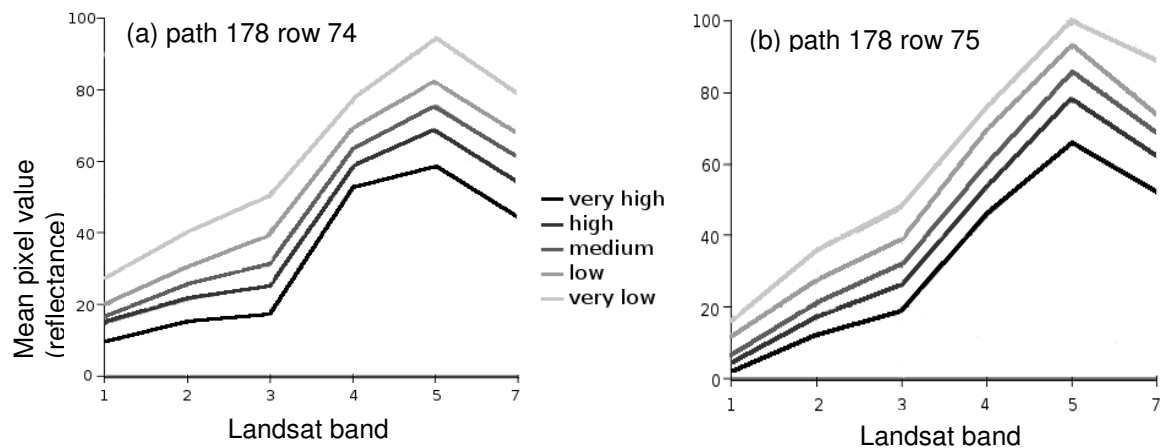 (a) path 178 row 74
100
80
60
40
20
0
1 2 3 4 5 7
Landsat band
Mean pixel value
(reflectance)
very high
high
medium
low
very low
(b) path 178 row 75
100
80
60
40
20
0
1 2 3 4 5 7
Landsat band